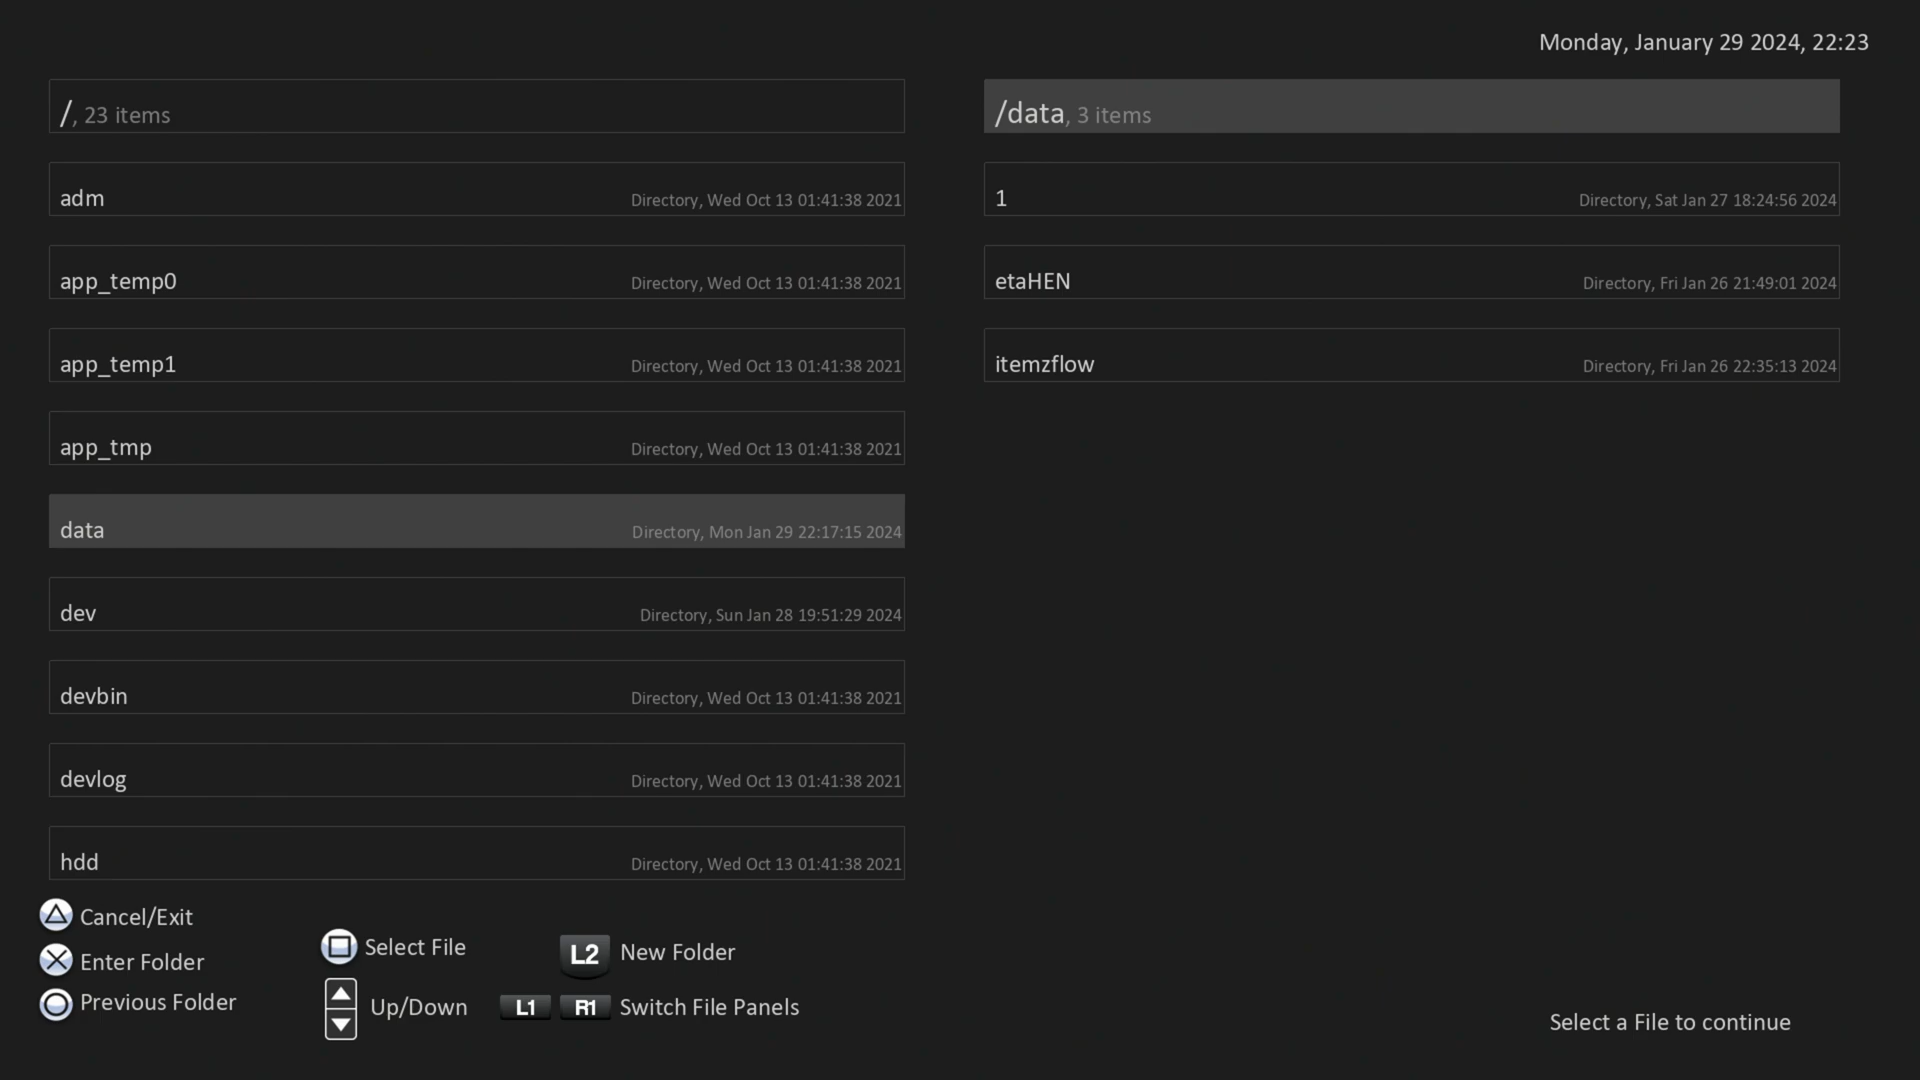 Monday, January 29 2024, 22:23
/, 23 items
adm Directory, Wed Oct 13 01:41:38 2021
app_temp0 Directory, Wed Oct 13 01:41:38 2021
app_temp1 Directory, Wed Oct 13 01:41:38 2021
app_tmp Directory, Wed Oct 13 01:41:38 2021
data Directory, Mon Jan 29 22:17:15 2024
dev Directory, Sun Jan 28 19:51:29 2024
devbin Directory, Wed Oct 13 01:41:38 2021
devlog Directory, Wed Oct 13 01:41:38 2021
hdd Directory, Wed Oct 13 01:41:38 2021
/data, 3 items
1 Directory, Sat Jan 27 18:24:56 2024
etaHEN Directory, Fri Jan 26 21:49:01 2024
itemzflow Directory, Fri Jan 26 22:35:13 2024
Cancel/Exit
Enter Folder
Previous Folder
Select File
Up/Down
L2 New Folder
L1 R1 Switch File Panels
Select a File to continue